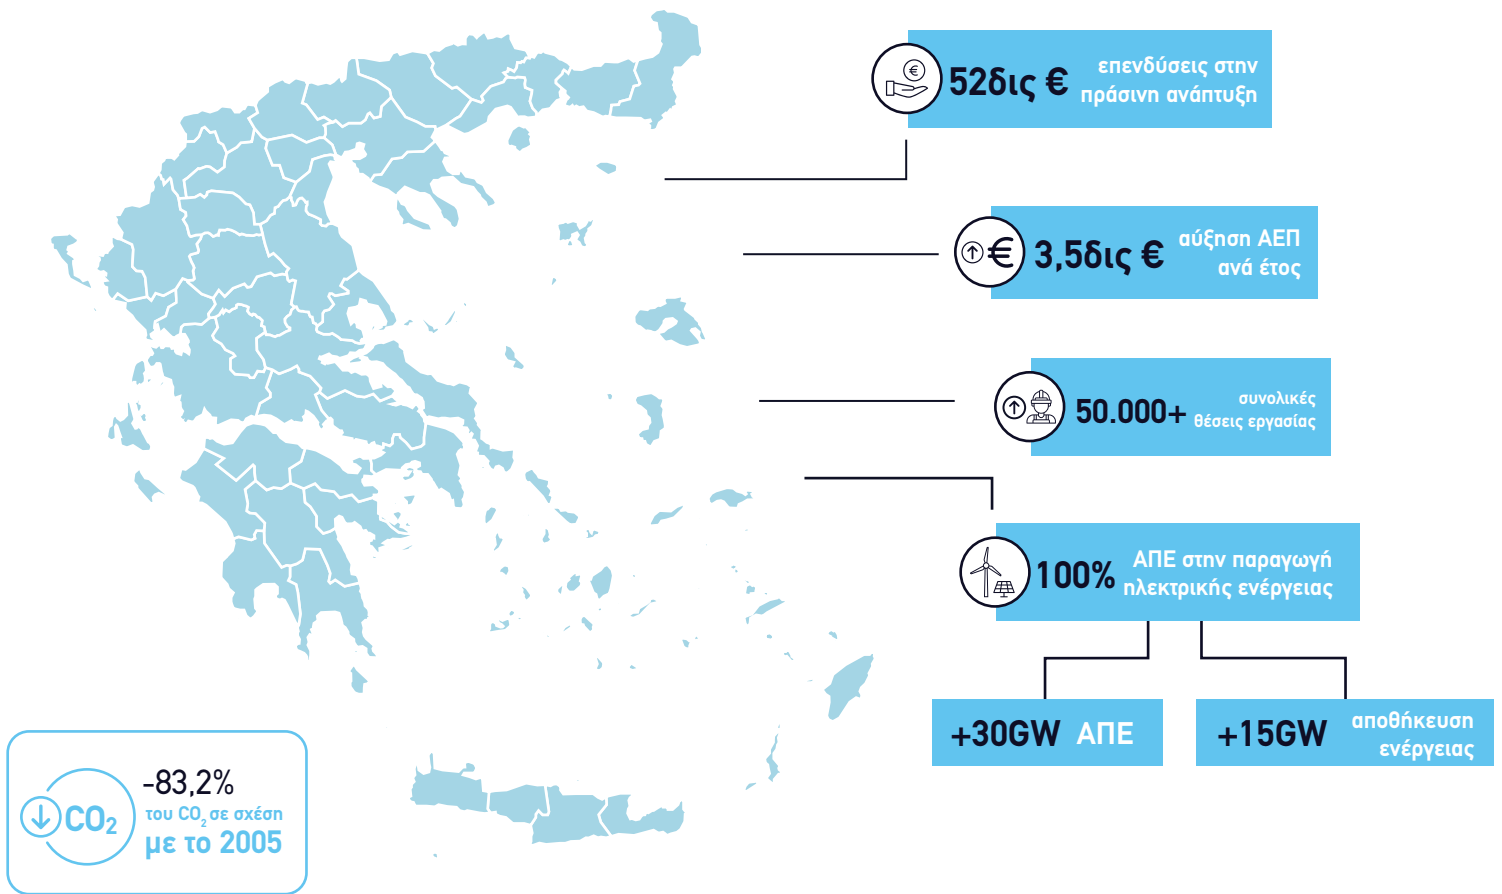 52δις €
επενδύσεις στην
πράσινη ανάπτυξη
3,5δις €
αύξηση ΑΕΠ
ανά έτος
50.000+
συνολικές
θέσεις εργασίας
100%
ΑΠΕ στην παραγωγή
ηλεκτρικής ενέργειας
+30GW ΑΠΕ
+15GW
αποθήκευση
ενέργειας
CO₂
-83,2%
του CO₂ σε σχέση
με το 2005